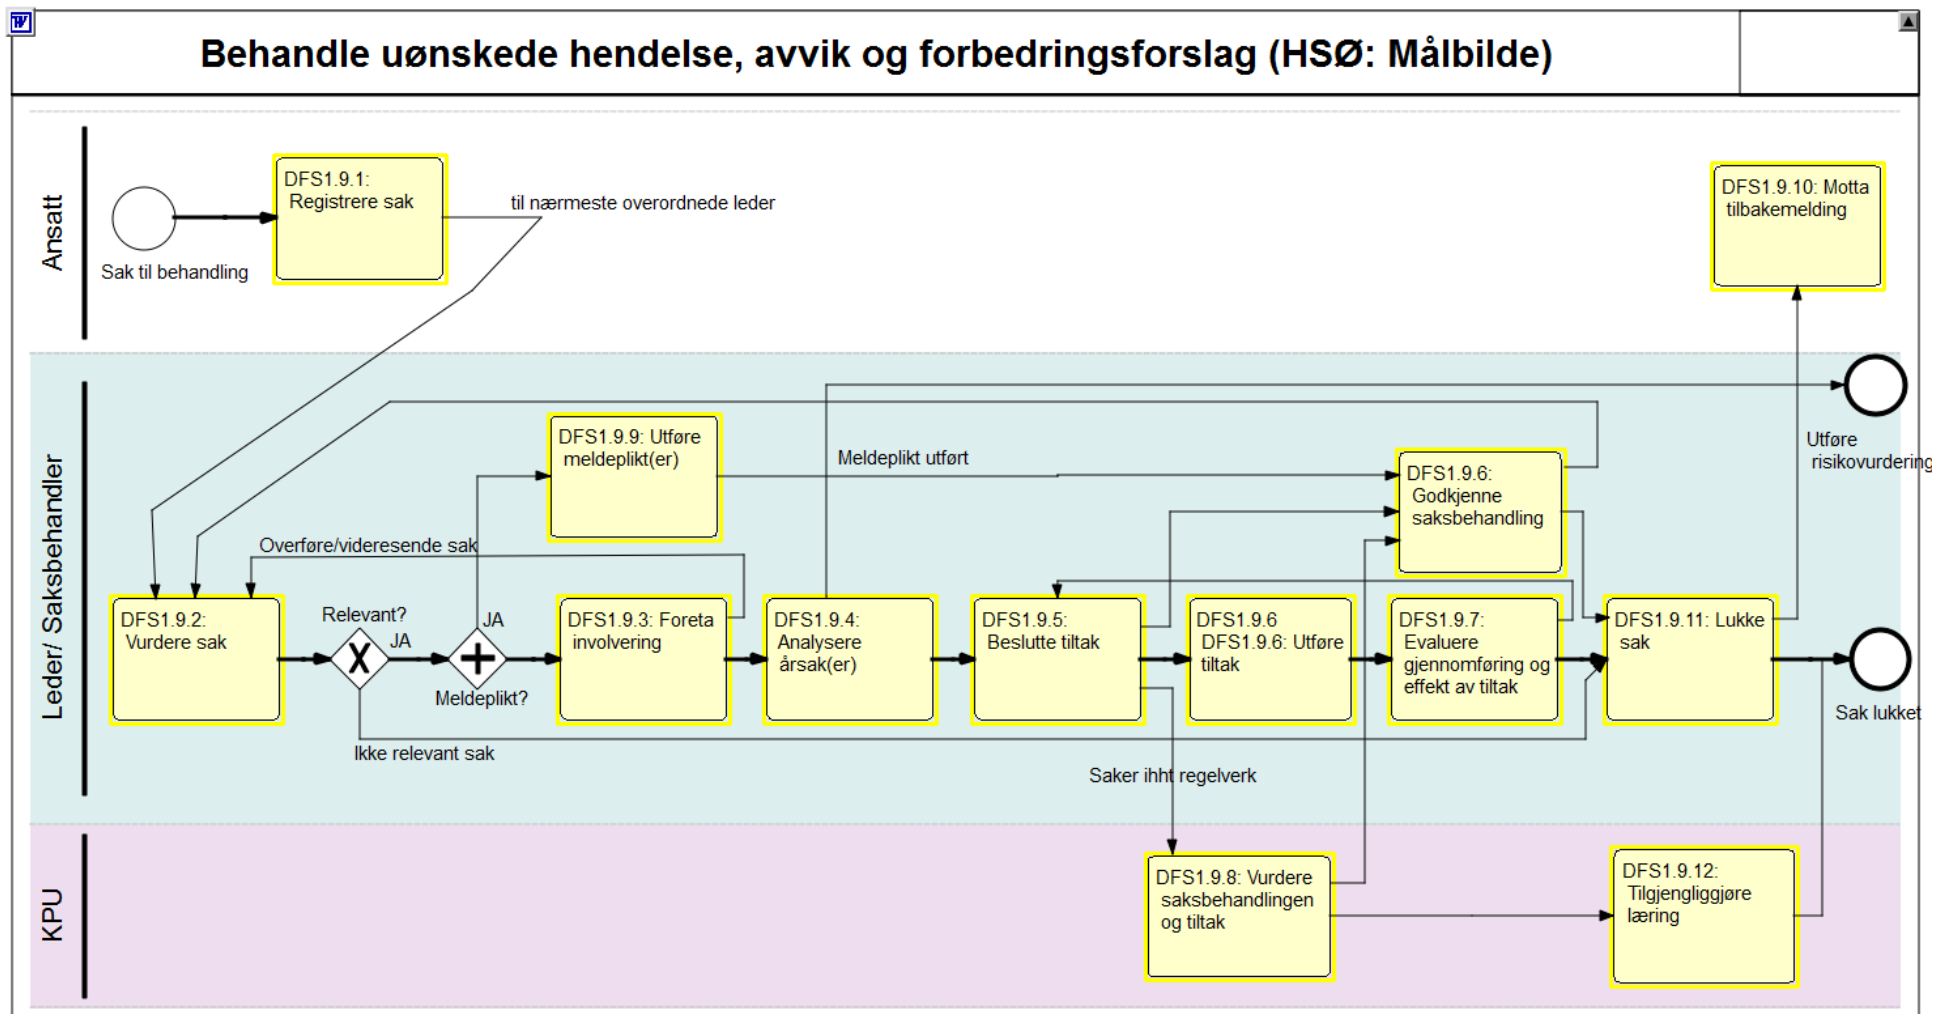 Behandle uønskede hendelse, avvik og forbedringsforslag (HSØ: Målbilde)
Ansatt
Sak til behandling
DFS1.9.1:
Registrere sak
til nærmeste overordnede leder
DFS1.9.10: Motta
tilbakemelding
Leder/ Saksbehandler
Utføre
risikovurdering
DFS1.9.9: Utføre
meldeplikt(er)
Meldeplikt utført
DFS1.9.6:
Godkjenne
saksbehandling
Overføre/videresende sak
DFS1.9.2:
Vurdere sak
Relevant?
JA
JA
Meldeplikt?
DFS1.9.3: Foreta
involvering
DFS1.9.4:
Analysere
årsak(er)
DFS1.9.5:
Beslutte tiltak
DFS1.9.6
DFS1.9.6: Utføre
tiltak
DFS1.9.7:
Evaluere
gjennomføring og
effekt av tiltak
DFS1.9.11: Lukke
sak
Sak lukket
Ikke relevant sak
Saker ihht regelverk
KPU
DFS1.9.8: Vurdere
saksbehandlingen
og tiltak
DFS1.9.12:
Tilgjengliggjøre
læring